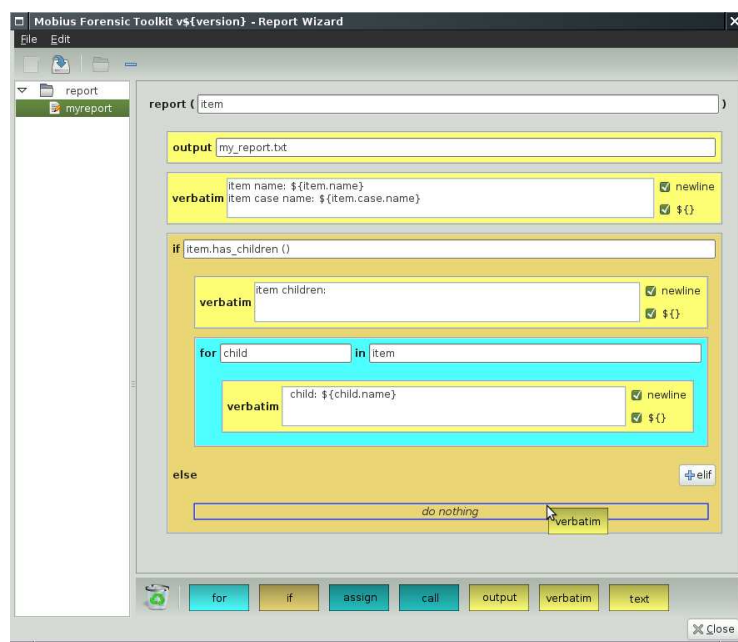 Mobius Forensic Toolkit v${version} - Report Wizard
File Edit
report
myreport
report ( item )
output my_report.txt
verbatim item name: ${item.name}
item case name: ${item.case.name}
newline
${}
if item.has_children ()
verbatim item children:
newline
${}
for child in item
verbatim child: ${child.name}
newline
${}
else
elif
do nothing
verbatim
for if assign call output verbatim text
Close